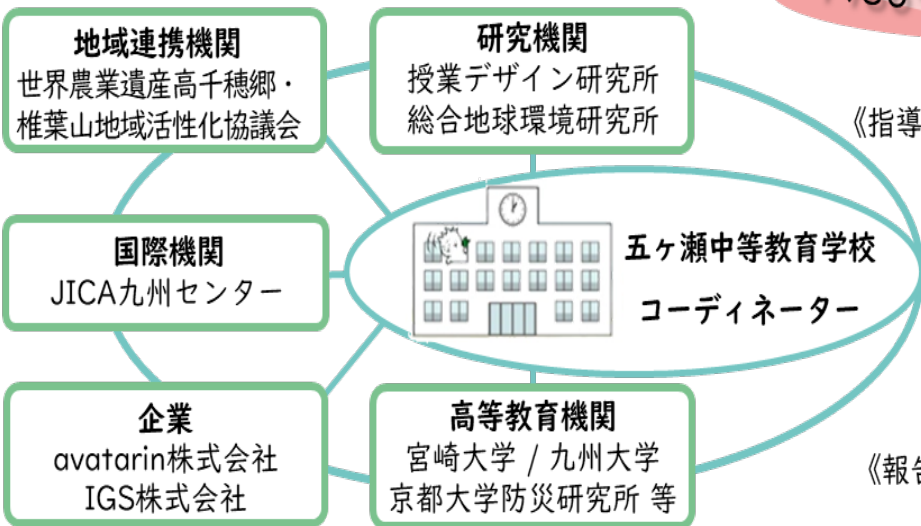 地域連携機関
世界農業遺産高千穂郷・
椎葉山地域活性化協議会
研究機関
授業デザイン研究所
総合地球環境研究所
《指導
国際機関
JICA九州センター
五ヶ瀬中等教育学校
コーディネーター
企業
avatarin株式会社
IGS株式会社
高等教育機関
宮崎大学 / 九州大学
京都大学防災研究所 等
《報告